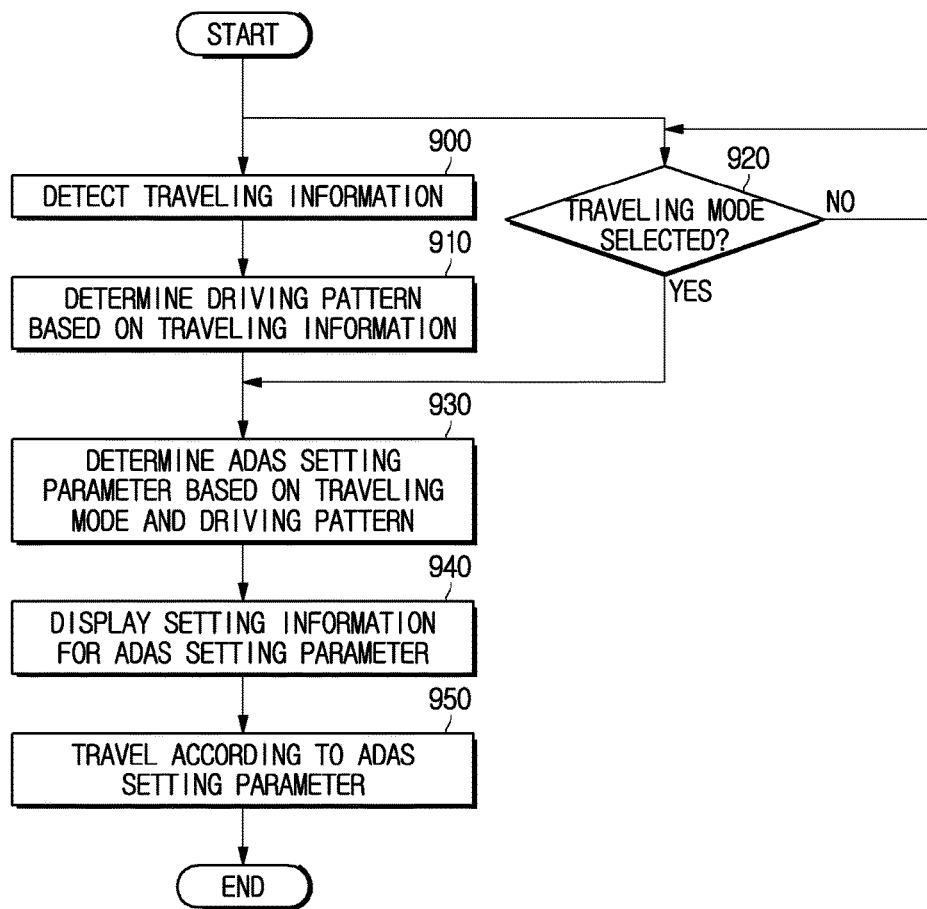 START
900
DETECT TRAVELING INFORMATION
920
TRAVELING MODE
SELECTED?
NO
YES
910
DETERMINE DRIVING PATTERN
BASED ON TRAVELING INFORMATION
930
DETERMINE ADAS SETTING
PARAMETER BASED ON TRAVELING
MODE AND DRIVING PATTERN
940
DISPLAY SETTING INFORMATION
FOR ADAS SETTING PARAMETER
950
TRAVEL ACCORDING TO ADAS
SETTING PARAMETER
END